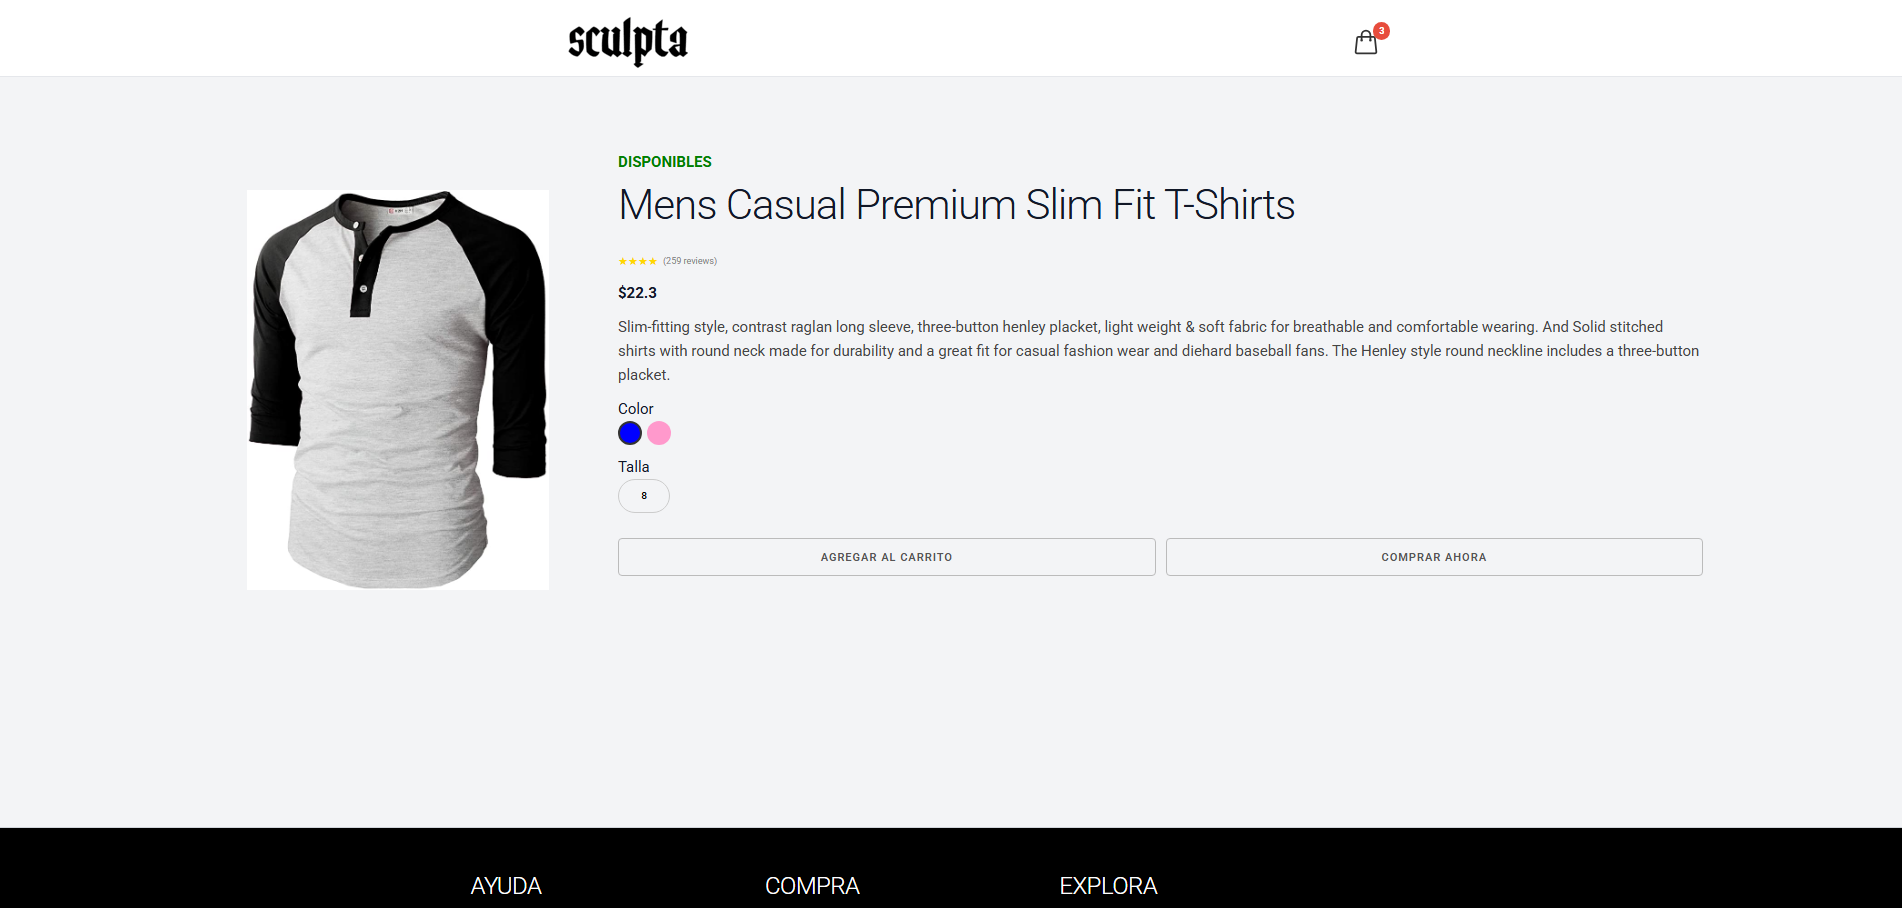 sculpta
3
DISPONIBLES
Mens Casual Premium Slim Fit T-Shirts
(259 reviews)
$22.3
Slim-fitting style, contrast raglan long sleeve, three-button henley placket, light weight & soft fabric for breathable and comfortable wearing. And Solid stitched
shirts with round neck made for durability and a great fit for casual fashion wear and diehard baseball fans. The Henley style round neckline includes a three-button
placket.
Color
Talla
8
AGREGAR AL CARRITO
COMPRAR AHORA
AYUDA
COMPRA
EXPLORA